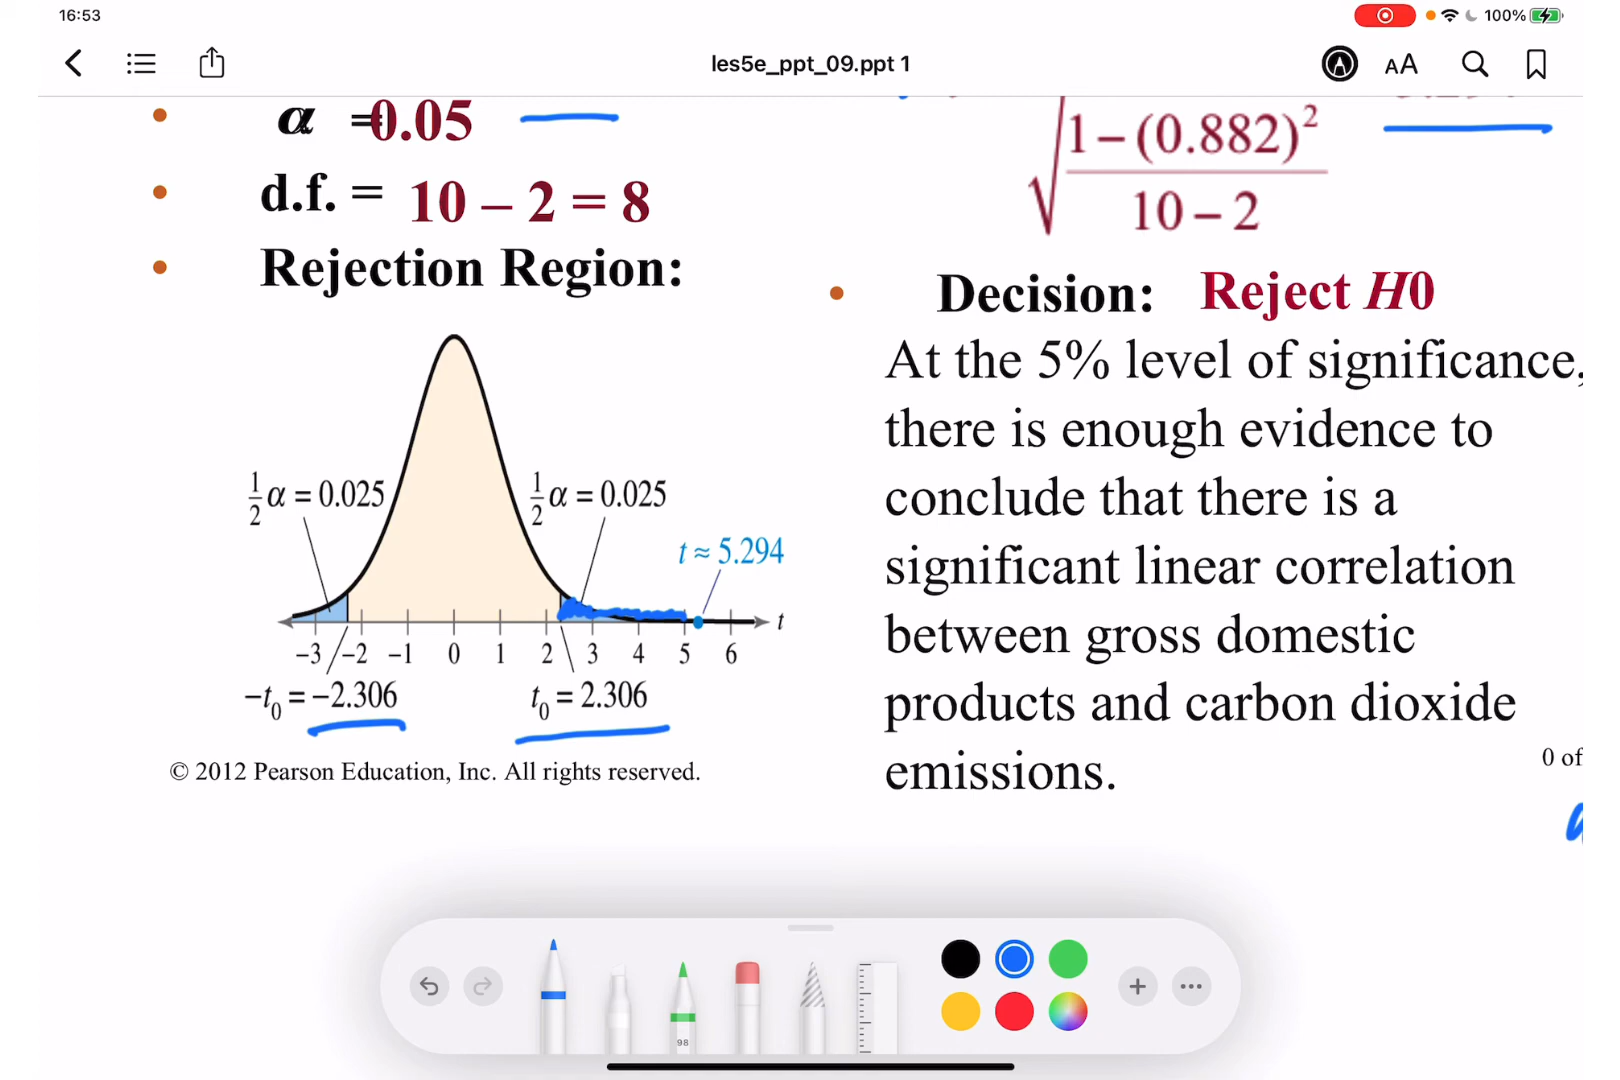 16:53
100%
les5e_ppt_09.ppt 1
AA
• α = 0.05
• d.f. = 10 – 2 = 8
• Rejection Region:
1/2 α = 0.025
1/2 α = 0.025
t ≈ 5.294
t
−3 −2 −1 0 1 2 3 4 5 6
−t0 = −2.306
t0 = 2.306
© 2012 Pearson Education, Inc. All rights reserved.
√
1 – (0.882)²
10 – 2
• Decision: Reject H0
At the 5% level of significance,
there is enough evidence to
conclude that there is a
significant linear correlation
between gross domestic
products and carbon dioxide
emissions.
0 of
98